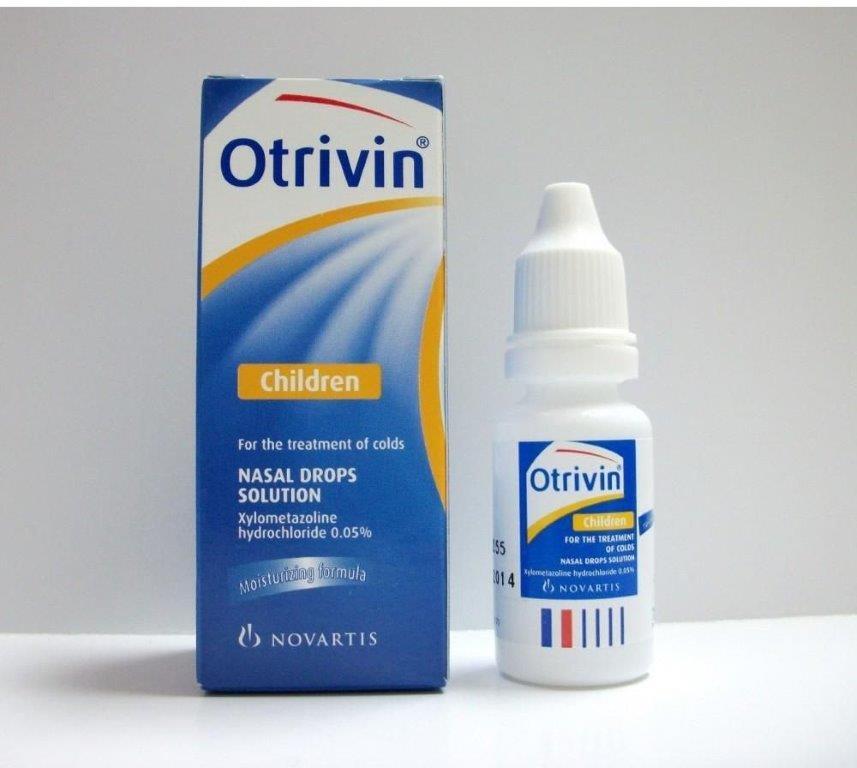 Otrivin®
Children
For the treatment of colds
NASAL DROPS
SOLUTION
Xylometazoline
hydrochloride 0.05%
Moisturizing formula
NOVARTIS
Otrivin®
Children
FOR THE TREATMENT
OF COLDS
NASAL DROPS SOLUTION
Xylometazoline hydrochloride 0.05%
NOVARTIS